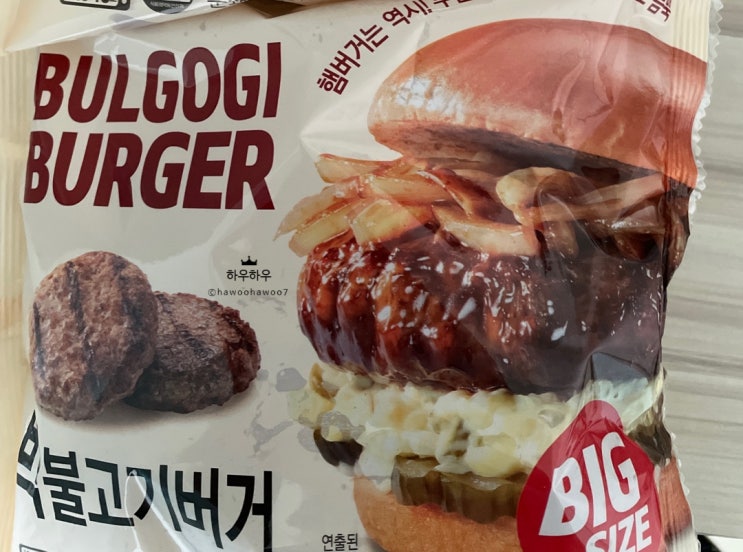 햄버거는 역시!
BULGOGI
BURGER
하우하우
©hawoohawoo7
빅불고기버거
BIG
SIZE
연출된